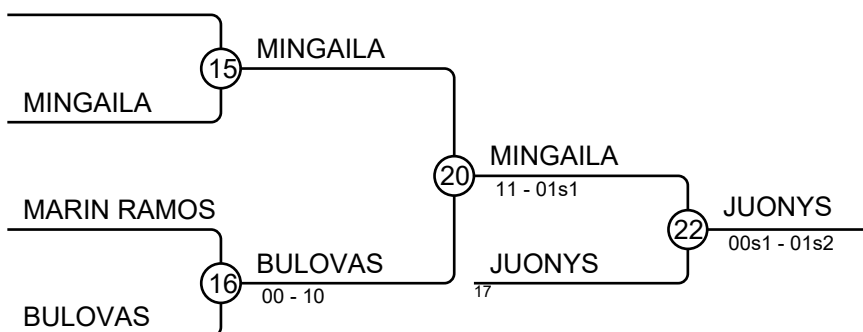 MINGAILA
15
MINGAILA
MINGAILA
20
11 - 01s1
MARIN RAMOS
JUONYS
22
00s1 - 01s2
BULOVAS
16
00 - 10
JUONYS
17
BULOVAS